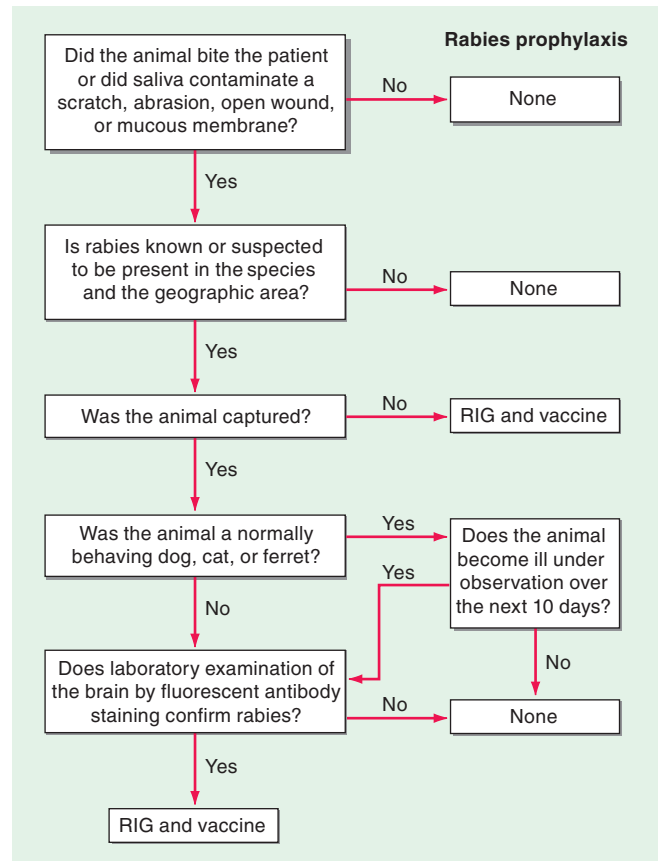 Rabies prophylaxis
Did the animal bite the patient
or did saliva contaminate a
scratch, abrasion, open wound,
or mucous membrane?
No
None
Yes
Is rabies known or suspected
to be present in the species
and the geographic area?
No
None
Yes
Was the animal captured?
No
RIG and vaccine
Yes
Was the animal a normally
behaving dog, cat, or ferret?
Yes
Does the animal
become ill under
observation over
the next 10 days?
Yes
No
No
Does laboratory examination of
the brain by fluorescent antibody
staining confirm rabies?
No
None
Yes
RIG and vaccine